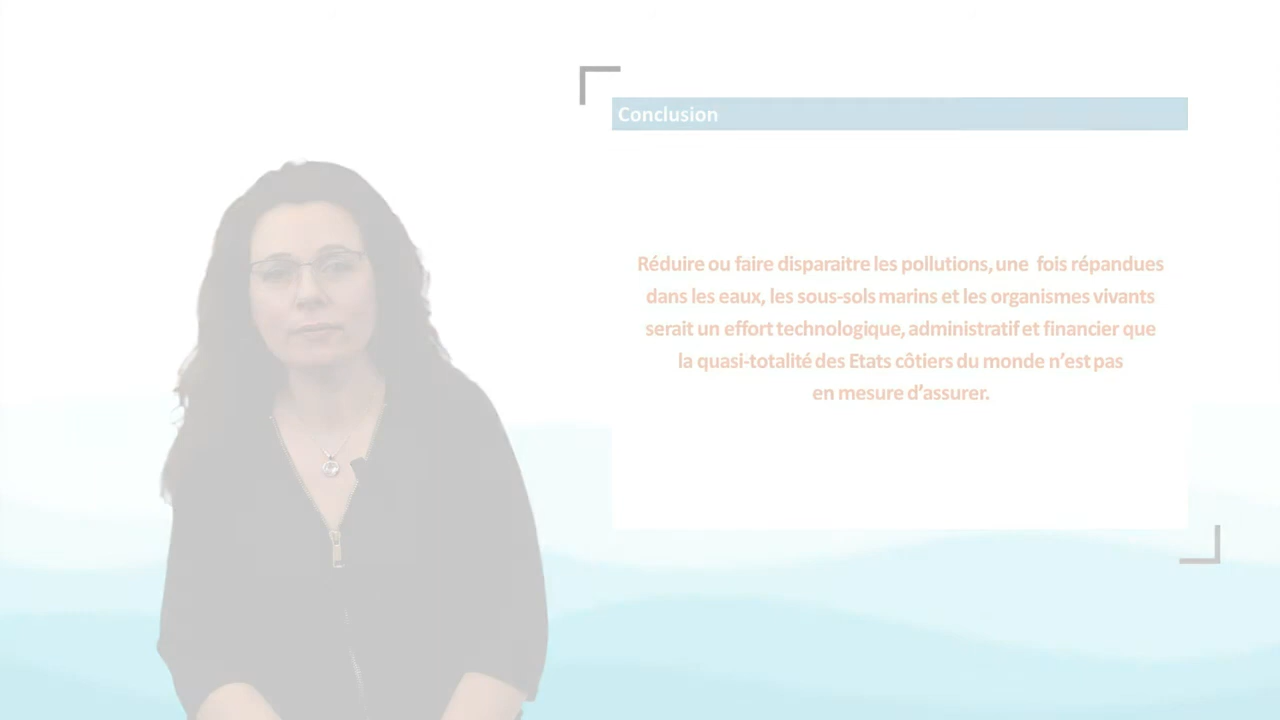 Conclusion
Réduire ou faire disparaitre les pollutions, une fois répandues
dans les eaux, les sous-sols marins et les organismes vivants
serait un effort technologique, administratif et financier que
la quasi-totalité des Etats côtiers du monde n’est pas
en mesure d’assurer.